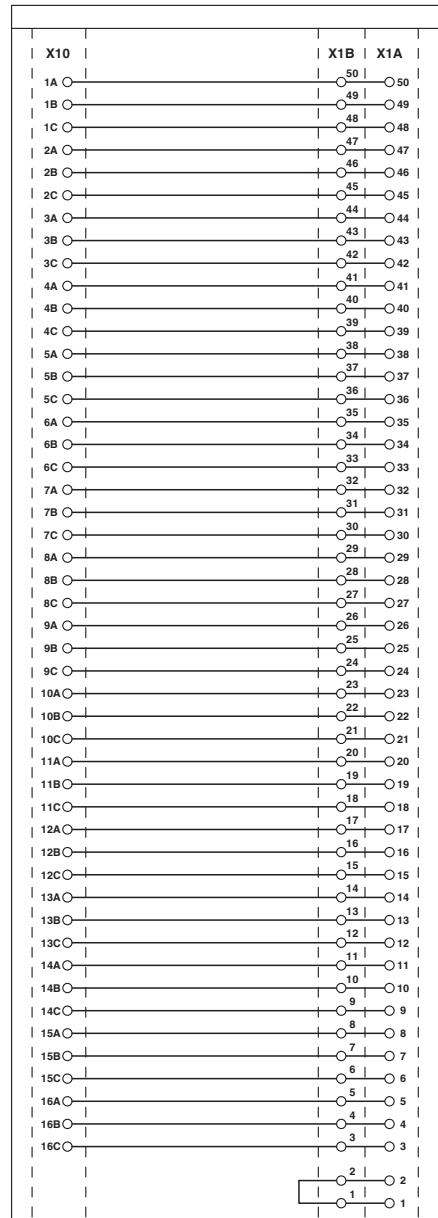 X10 X1B X1A
1A 50 50
1B 49 49
1C 48 48
2A 47 47
2B 46 46
2C 45 45
3A 44 44
3B 43 43
3C 42 42
4A 41 41
4B 40 40
4C 39 39
5A 38 38
5B 37 37
5C 36 36
6A 35 35
6B 34 34
6C 33 33
7A 32 32
7B 31 31
7C 30 30
8A 29 29
8B 28 28
8C 27 27
9A 26 26
9B 25 25
9C 24 24
10A 23 23
10B 22 22
10C 21 21
11A 20 20
11B 19 19
11C 18 18
12A 17 17
12B 16 16
12C 15 15
13A 14 14
13B 13 13
13C 12 12
14A 11 11
14B 10 10
14C 9 9
15A 8 8
15B 7 7
15C 6 6
16A 5 5
16B 4 4
16C 3 3
2 2
1 1